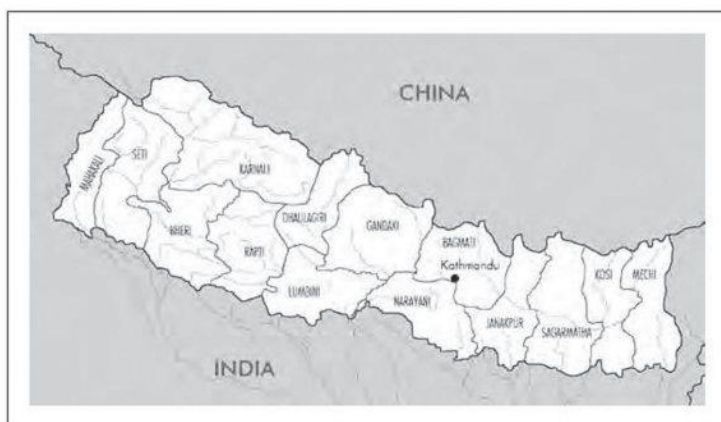 CHINA
MAHAKALI
SETI
KARNALI
BHERI
RAPTI
DHAULAGIRI
GANDAKI
LUMBINI
BAGMATI
Kathmandu
NARAYANI
JANAKPUR
SAGARMATHA
KOSI
MECHI
INDIA